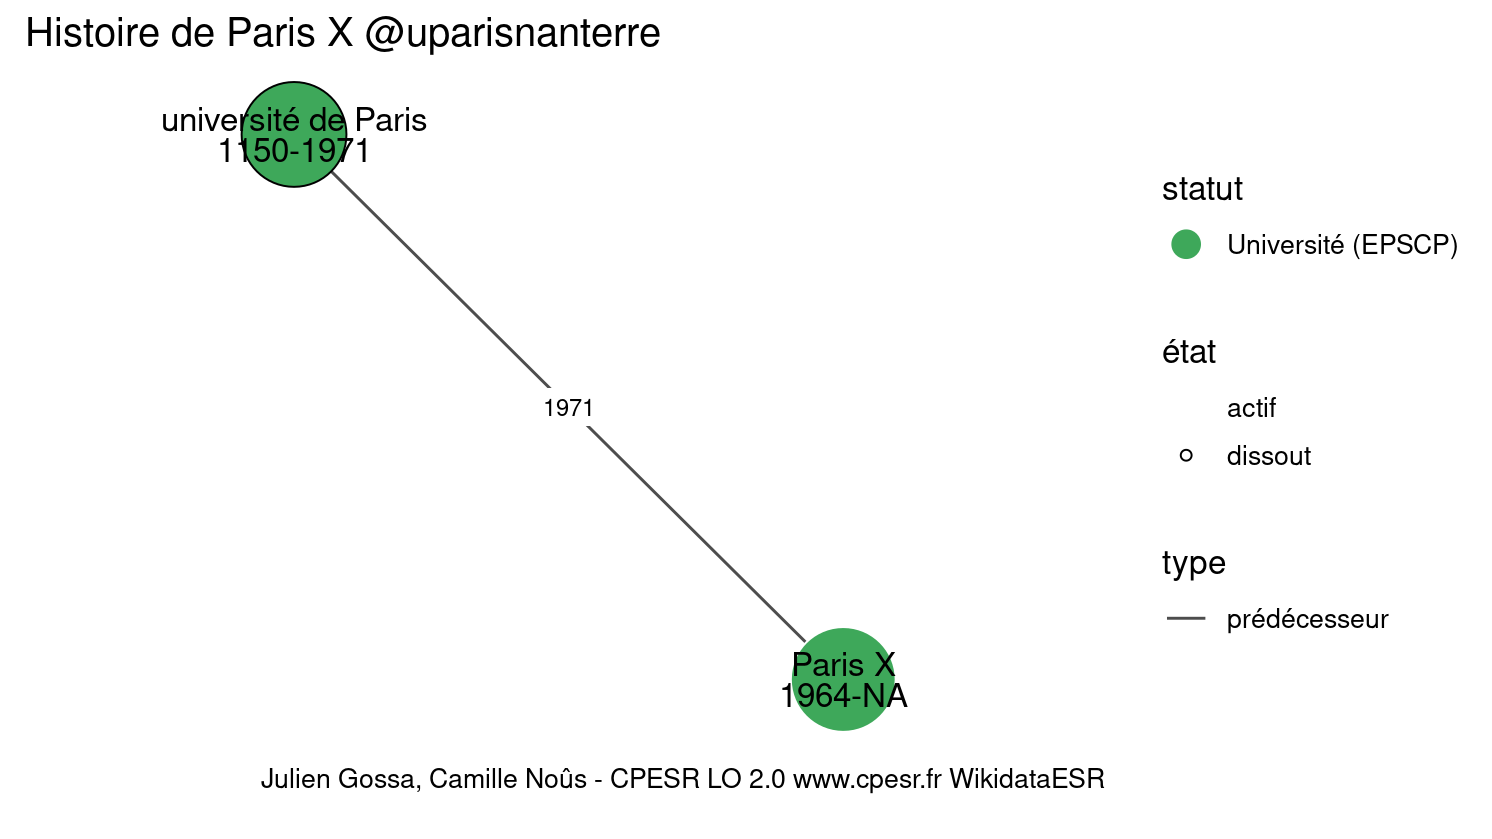 Histoire de Paris X @uparisnanterre
université de Paris
1150-1971
1971
Paris X
1964-NA
statut
Université (EPSCP)
état
actif
dissout
type
prédécesseur
Julien Gossa, Camille Noûs - CPESR LO 2.0 www.cpesr.fr WikidataESR